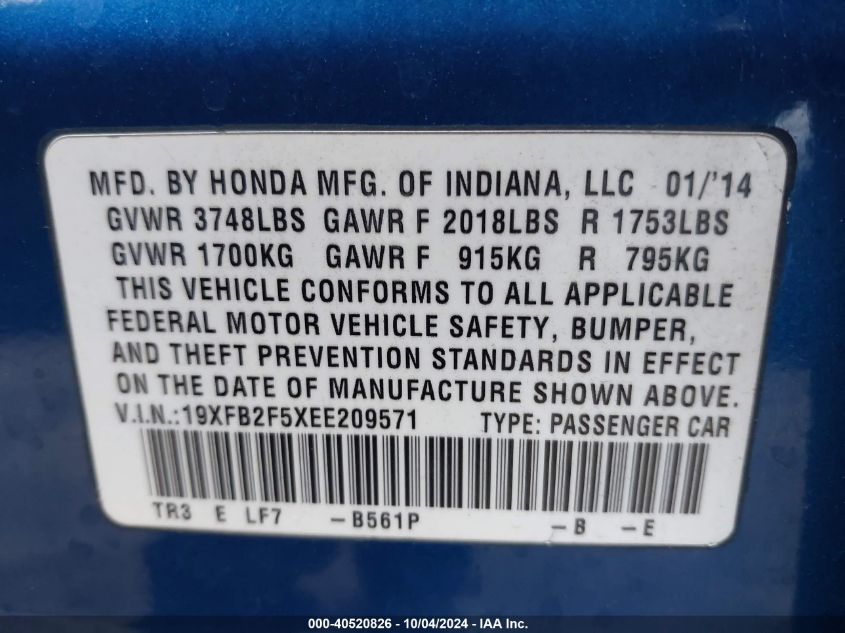 MFD. BY HONDA MFG. OF INDIANA, LLC 01/'14
GVWR 3748LBS GAWR F 2018LBS R 1753LBS
GVWR 1700KG GAWR F 915KG R 795KG
THIS VEHICLE CONFORMS TO ALL APPLICABLE
FEDERAL MOTOR VEHICLE SAFETY, BUMPER,
AND THEFT PREVENTION STANDARDS IN EFFECT
ON THE DATE OF MANUFACTURE SHOWN ABOVE.
V.I.N.:19XFB2F5XEE209571 TYPE: PASSENGER CAR
TR3 E LF7 -B561P -B -E
000-40520826 - 10/04/2024 - IAA Inc.